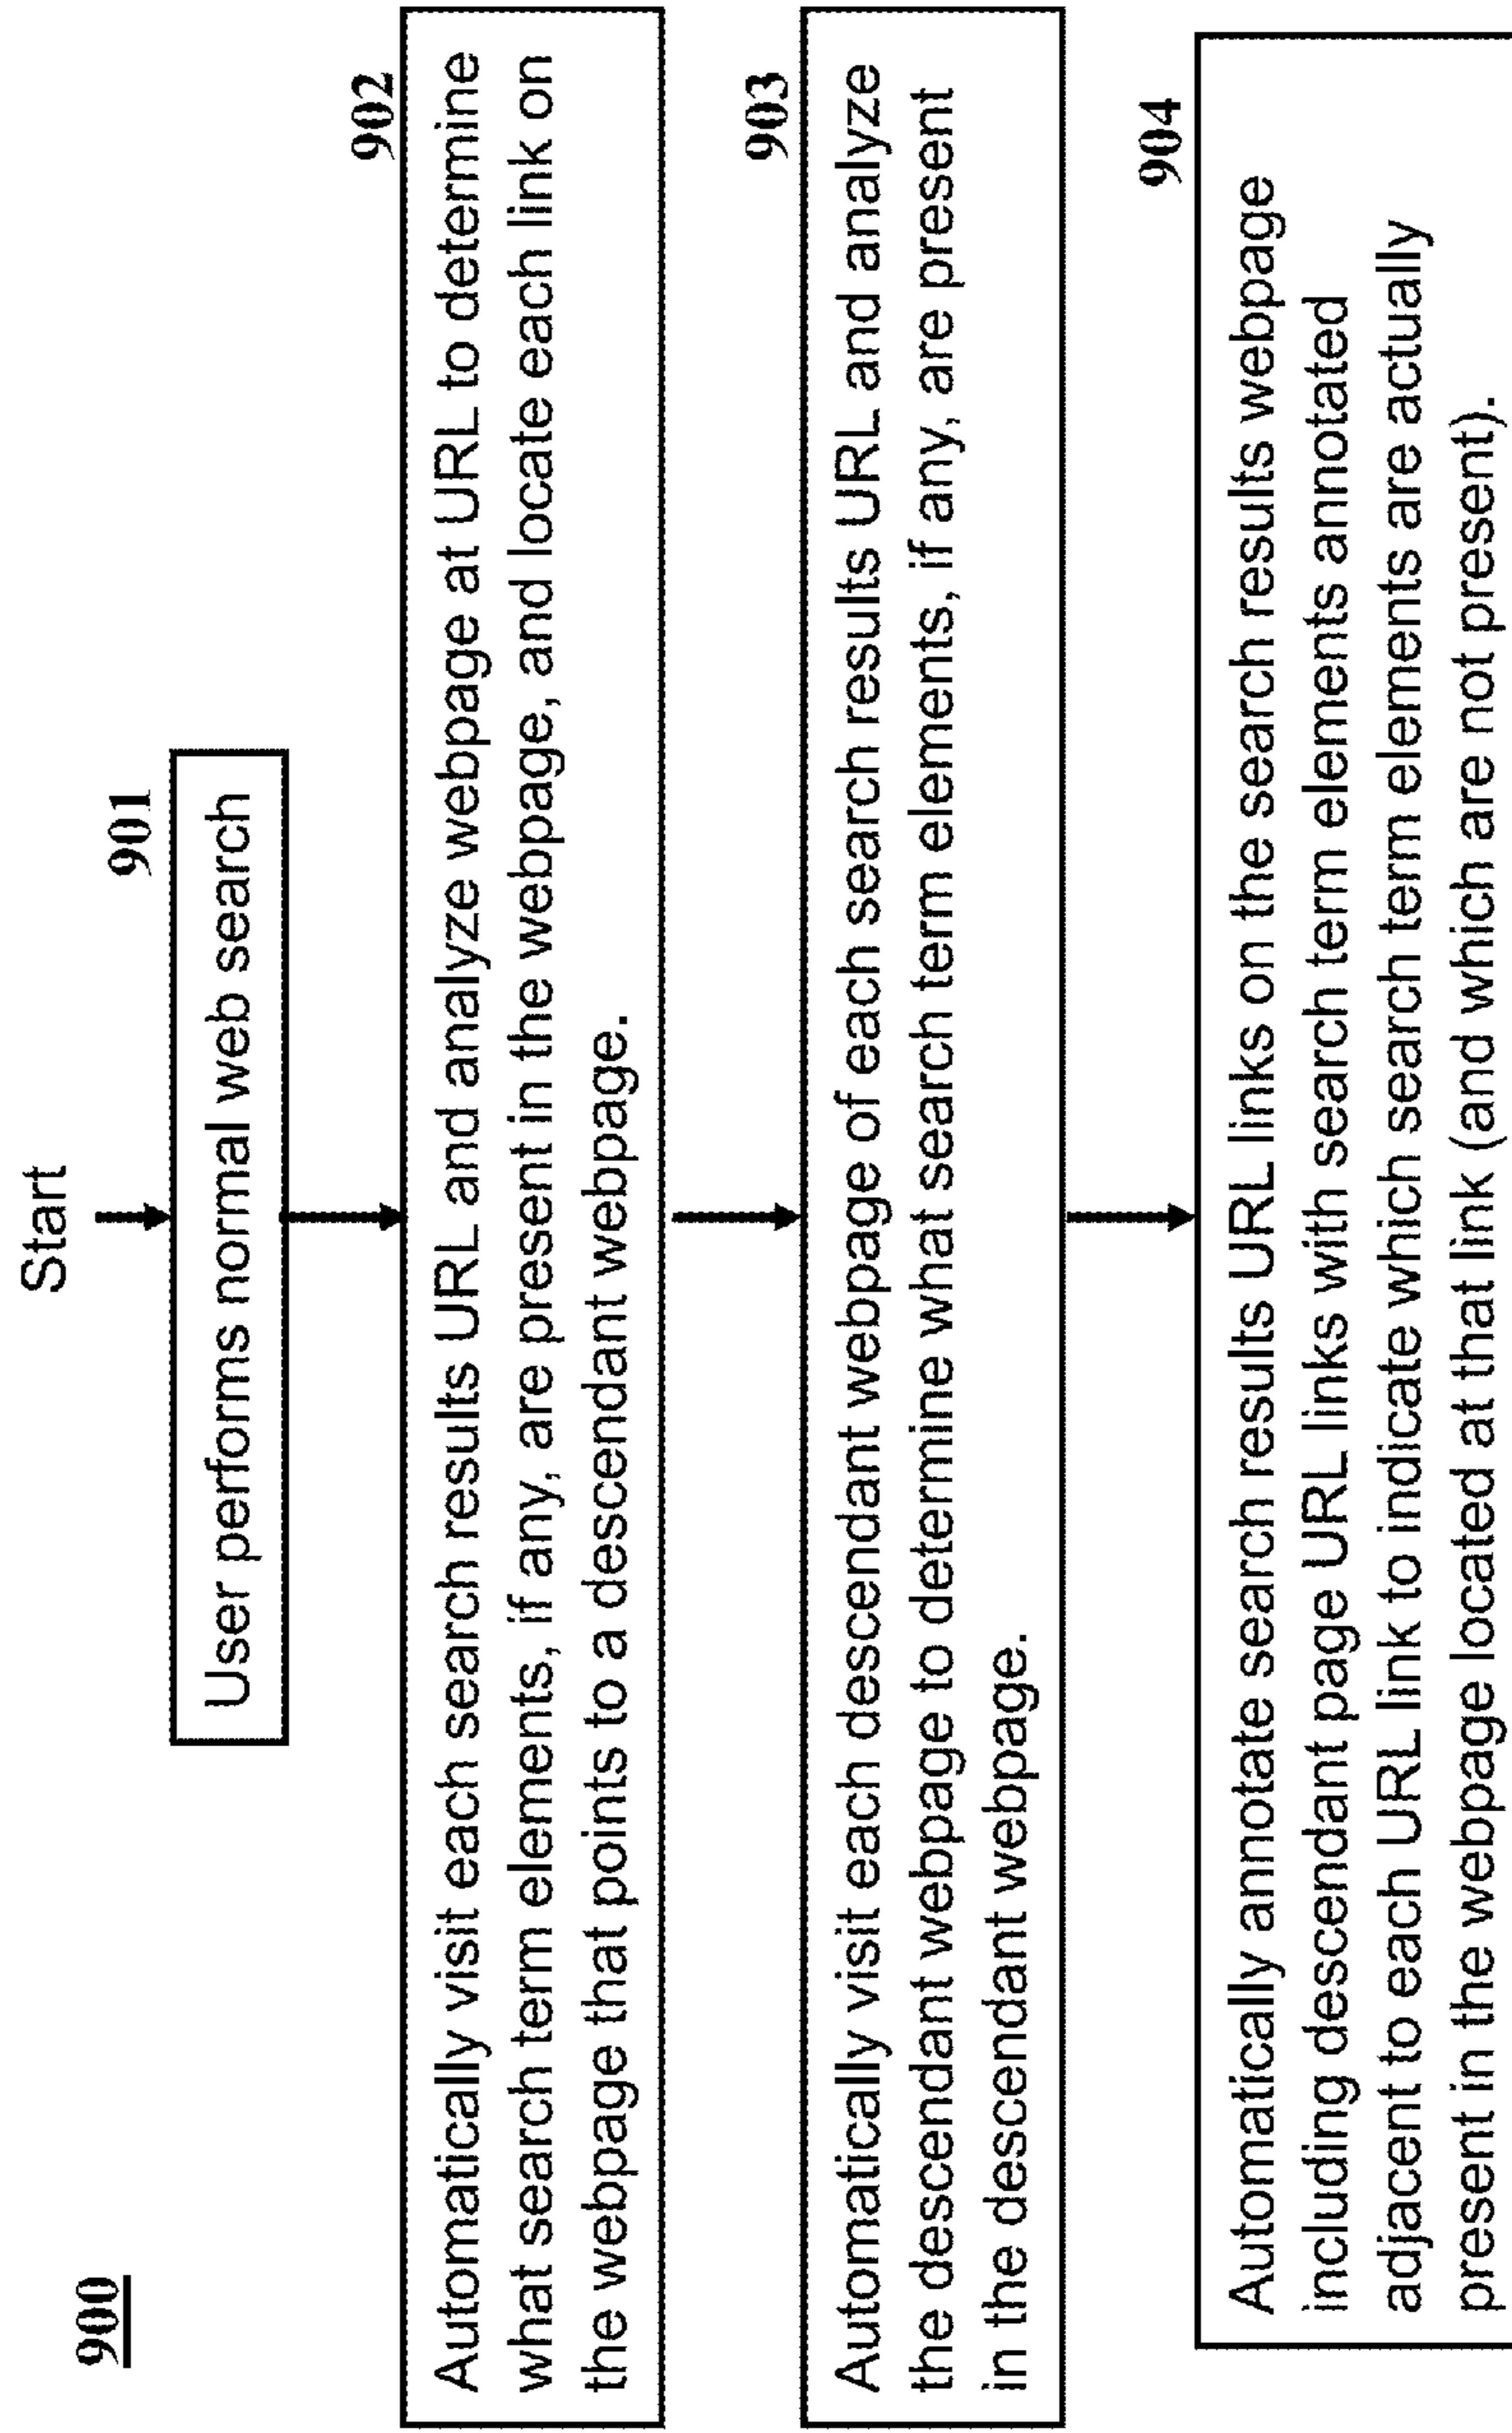 900
Start
901
User performs normal web search
902
Automatically visit each search results URL and analyze webpage at URL to determine
what search term elements, if any, are present in the webpage, and locate each link on
the webpage that points to a descendant webpage.
903
Automatically visit each descendant webpage of each search results URL and analyze
the descendant webpage to determine what search term elements, if any, are present
in the descendant webpage.
904
Automatically annotate search results URL links on the search results webpage
including descendant page URL links with search term elements annotated
adjacent to each URL link to indicate which search term elements are actually
present in the webpage located at that link (and which are not present).